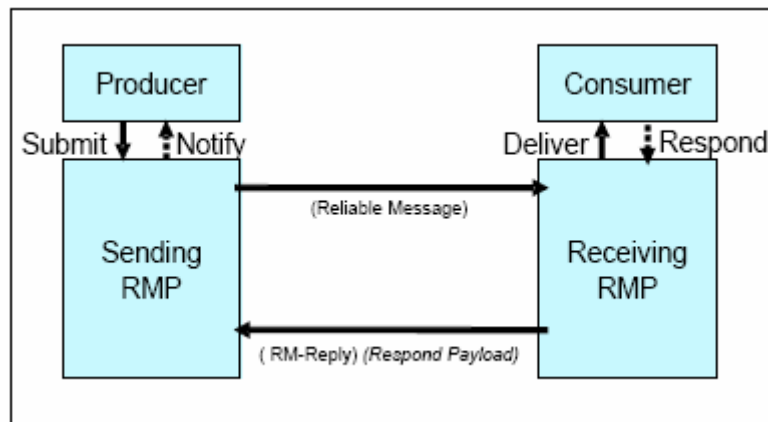 Producer
Consumer
Submit
Notify
Deliver
Respond
(Reliable Message)
Sending
RMP
Receiving
RMP
( RM-Reply) (Respond Payload)